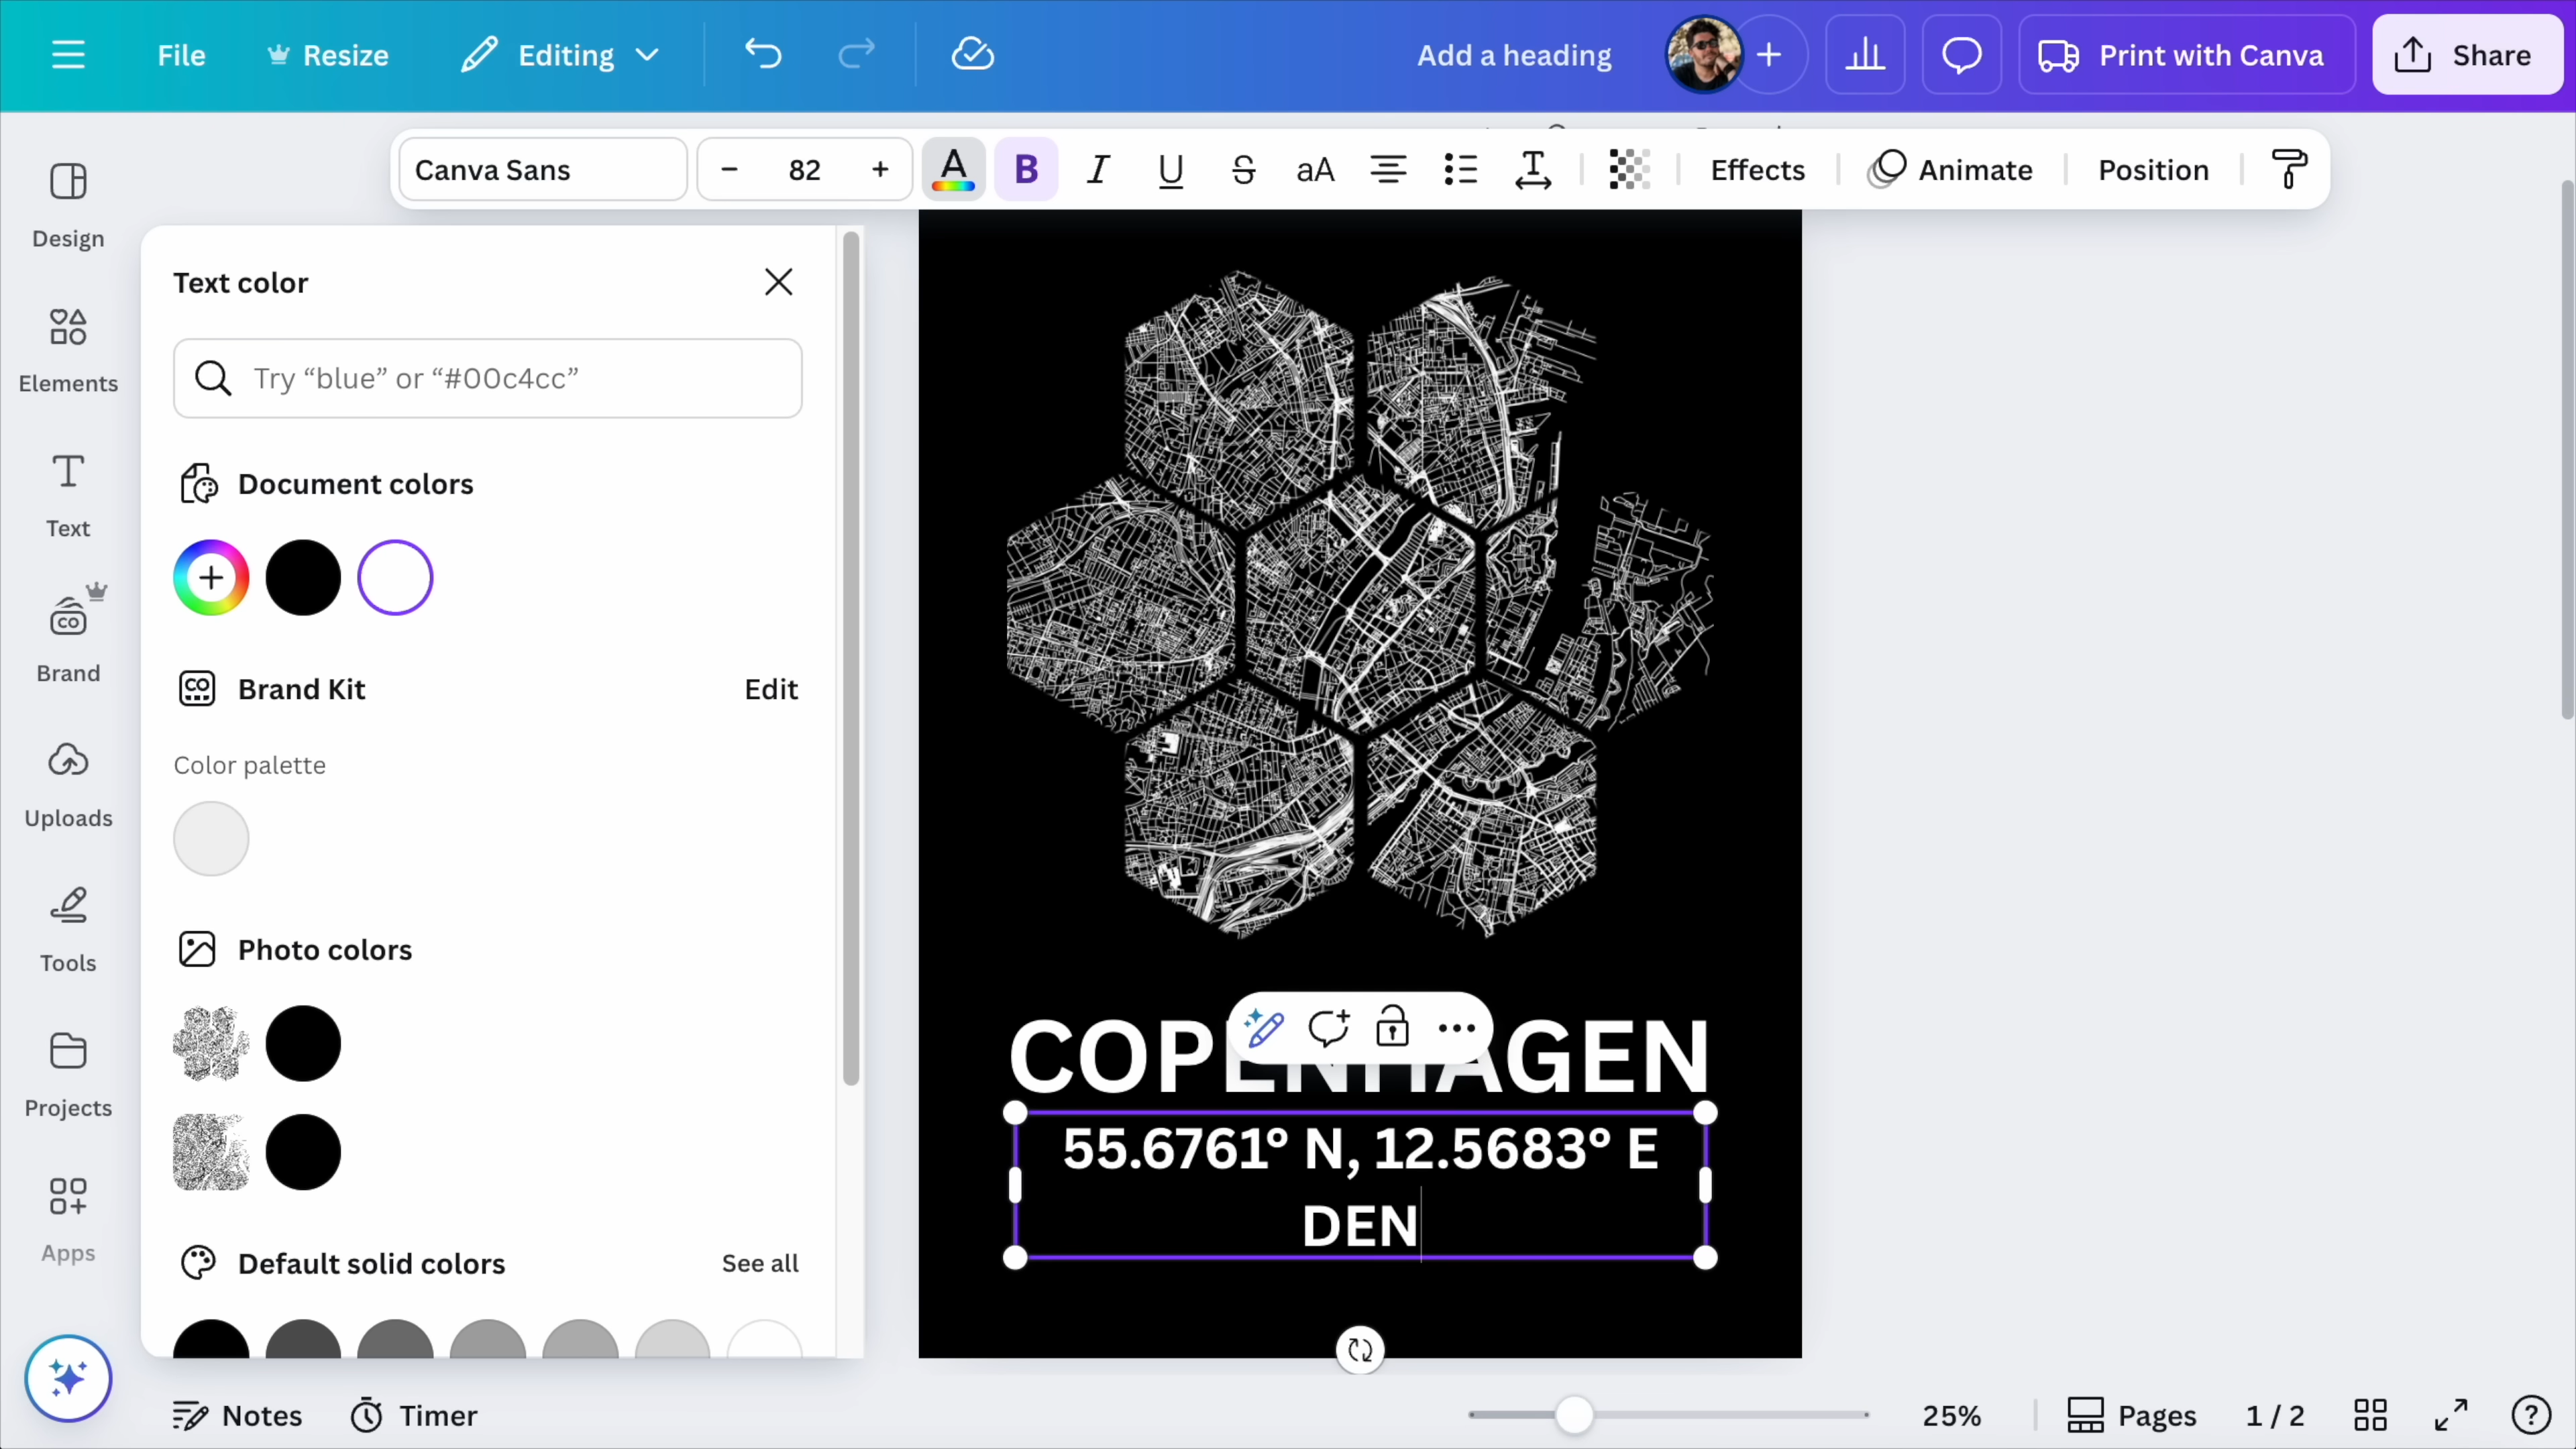 File
Resize
Editing
Add a heading
Print with Canva
Share
Canva Sans
– 82 +
A
B
I
U
S
aA
T
Effects
Animate
Position
Design
Elements
Text
Brand
Uploads
Tools
Projects
Apps
Text color
Try “blue” or “#00c4cc”
Document colors
Brand Kit
Edit
Color palette
Photo colors
Default solid colors
See all
COPENHAGEN
55.6761° N, 12.5683° E
DEN
Notes
Timer
25%
Pages
1 / 2